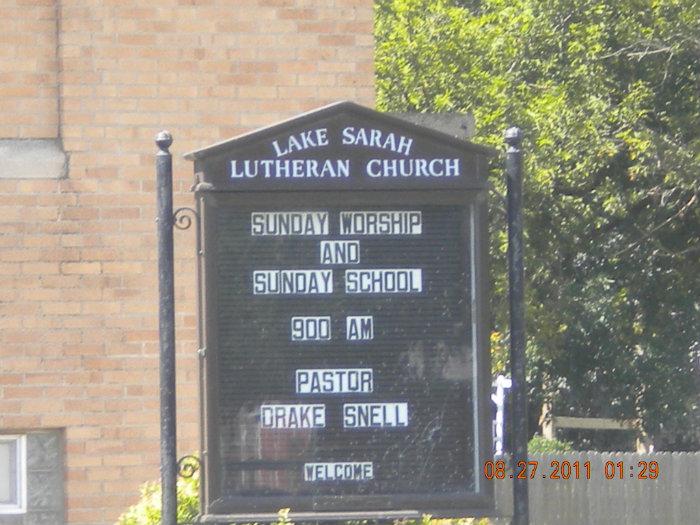 LAKE SARAH
LUTHERAN CHURCH
SUNDAY WORSHIP
AND
SUNDAY SCHOOL
900 AM
PASTOR
DRAKE SNELL
WELCOME
08.27.2011 01:29